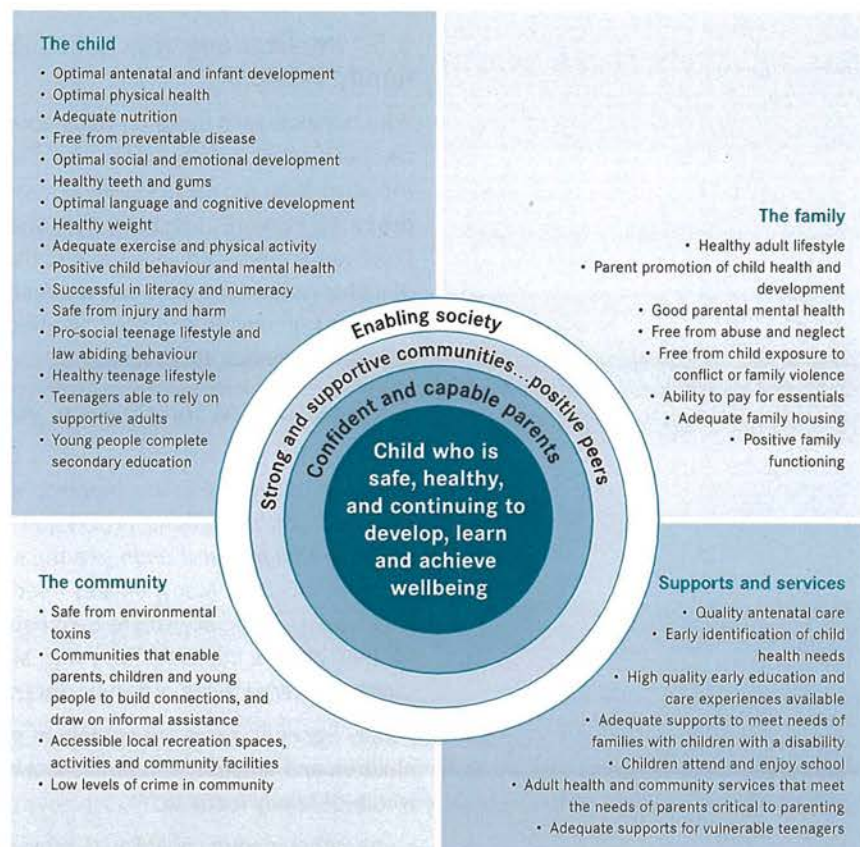 The child
• Optimal antenatal and infant development
• Optimal physical health
• Adequate nutrition
• Free from preventable disease
• Optimal social and emotional development
• Healthy teeth and gums
• Optimal language and cognitive development
• Healthy weight
• Adequate exercise and physical activity
• Positive child behaviour and mental health
• Successful in literacy and numeracy
• Safe from injury and harm
• Pro-social teenage lifestyle and
law abiding behaviour
• Healthy teenage lifestyle
• Teenagers able to rely on
supportive adults
• Young people complete
secondary education
The family
• Healthy adult lifestyle
• Parent promotion of child health and
development
• Good parental mental health
• Free from abuse and neglect
• Free from child exposure to
conflict or family violence
• Ability to pay for essentials
• Adequate family housing
• Positive family
functioning
Enabling society
Strong and supportive communities...positive peers
Confident and capable parents
Child who is
safe, healthy,
and continuing to
develop, learn
and achieve
wellbeing
The community
• Safe from environmental
toxins
• Communities that enable
parents, children and young
people to build connections, and
draw on informal assistance
• Accessible local recreation spaces,
activities and community facilities
• Low levels of crime in community
Supports and services
• Quality antenatal care
• Early identification of child
health needs
• High quality early education and
care experiences available
• Adequate supports to meet needs of
families with children with a disability
• Children attend and enjoy school
• Adult health and community services that meet
the needs of parents critical to parenting
• Adequate supports for vulnerable teenagers